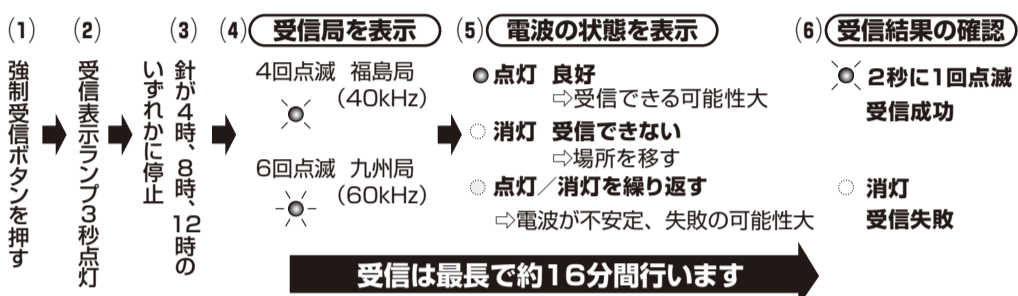 (1)
強制受信ボタンを押す
(2)
受信表示ランプ3秒点灯
(3)
針が4時、8時、12時の
いずれかに停止
(4) 受信局を表示
4回点滅 福島局
(40kHz)
6回点滅 九州局
(60kHz)
(5) 電波の状態を表示
点灯 良好
⇨受信できる可能性大
消灯 受信できない
⇨場所を移す
点灯/消灯を繰り返す
⇨電波が不安定、失敗の可能性大
(6) 受信結果の確認
2秒に1回点滅
受信成功
消灯
受信失敗
受信は最長で約16分間行います